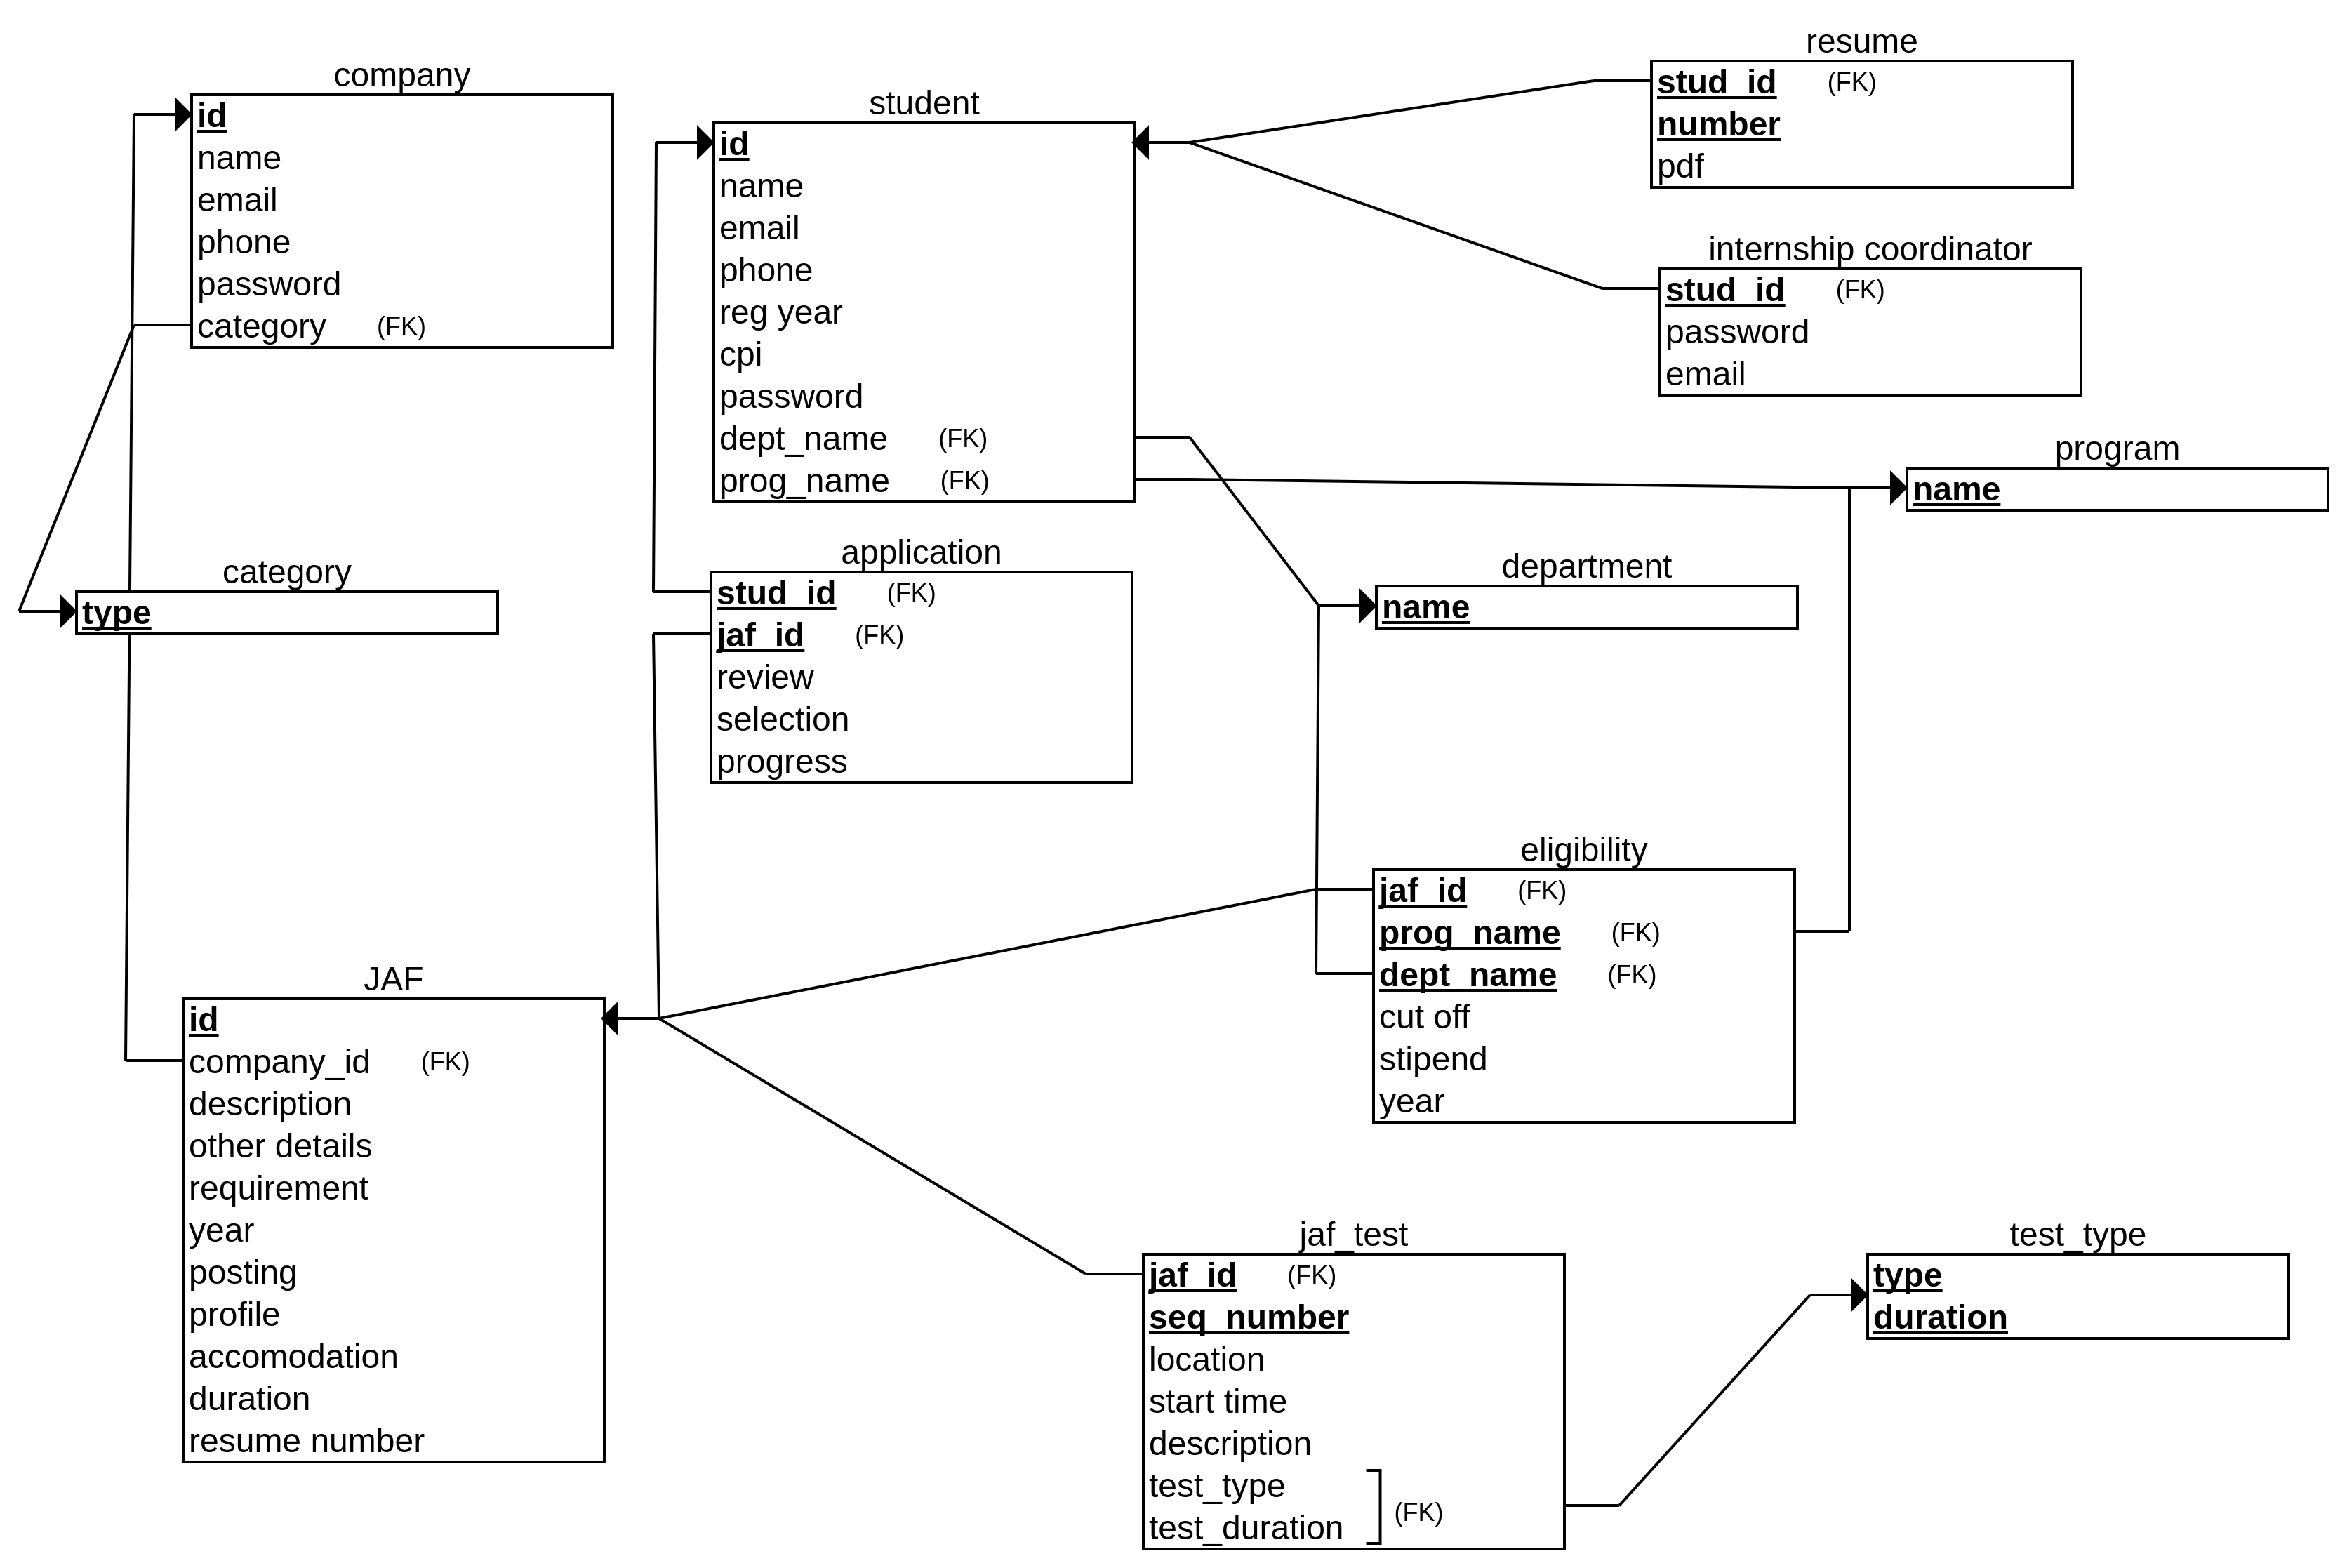 company
id
name
email
phone
password
category (FK)
student
id
name
email
phone
reg year
cpi
password
dept_name (FK)
prog_name (FK)
resume
stud_id (FK)
number
pdf
internship coordinator
stud_id (FK)
password
email
program
name
category
type
application
stud_id (FK)
jaf_id (FK)
review
selection
progress
department
name
eligibility
jaf_id (FK)
prog_name (FK)
dept_name (FK)
cut off
stipend
year
JAF
id
company_id (FK)
description
other details
requirement
year
posting
profile
accomodation
duration
resume number
jaf_test
jaf_id (FK)
seq_number
location
start time
description
test_type
test_duration
(FK)
test_type
type
duration